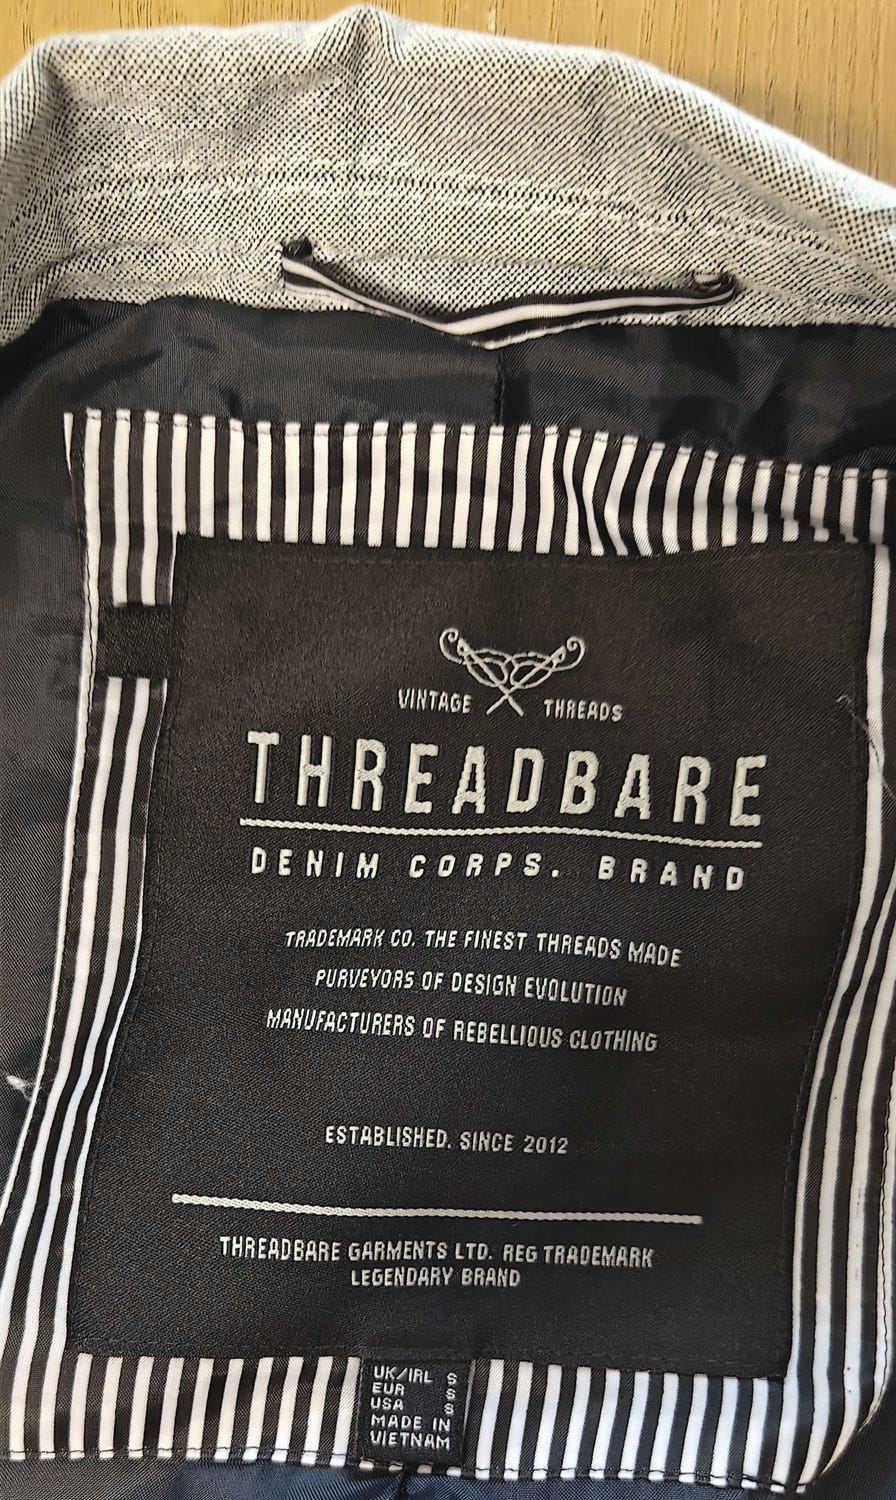 VINTAGE THREADS
THREADBARE
DENIM CORPS. BRAND
TRADEMARK CO. THE FINEST THREADS MADE
PURVEYORS OF DESIGN EVOLUTION
MANUFACTURERS OF REBELLIOUS CLOTHING
ESTABLISHED. SINCE 2012
THREADBARE GARMENTS LTD. REG TRADEMARK
LEGENDARY BRAND
UK/IRL S
EUR S
USA S
MADE IN
VIETNAM